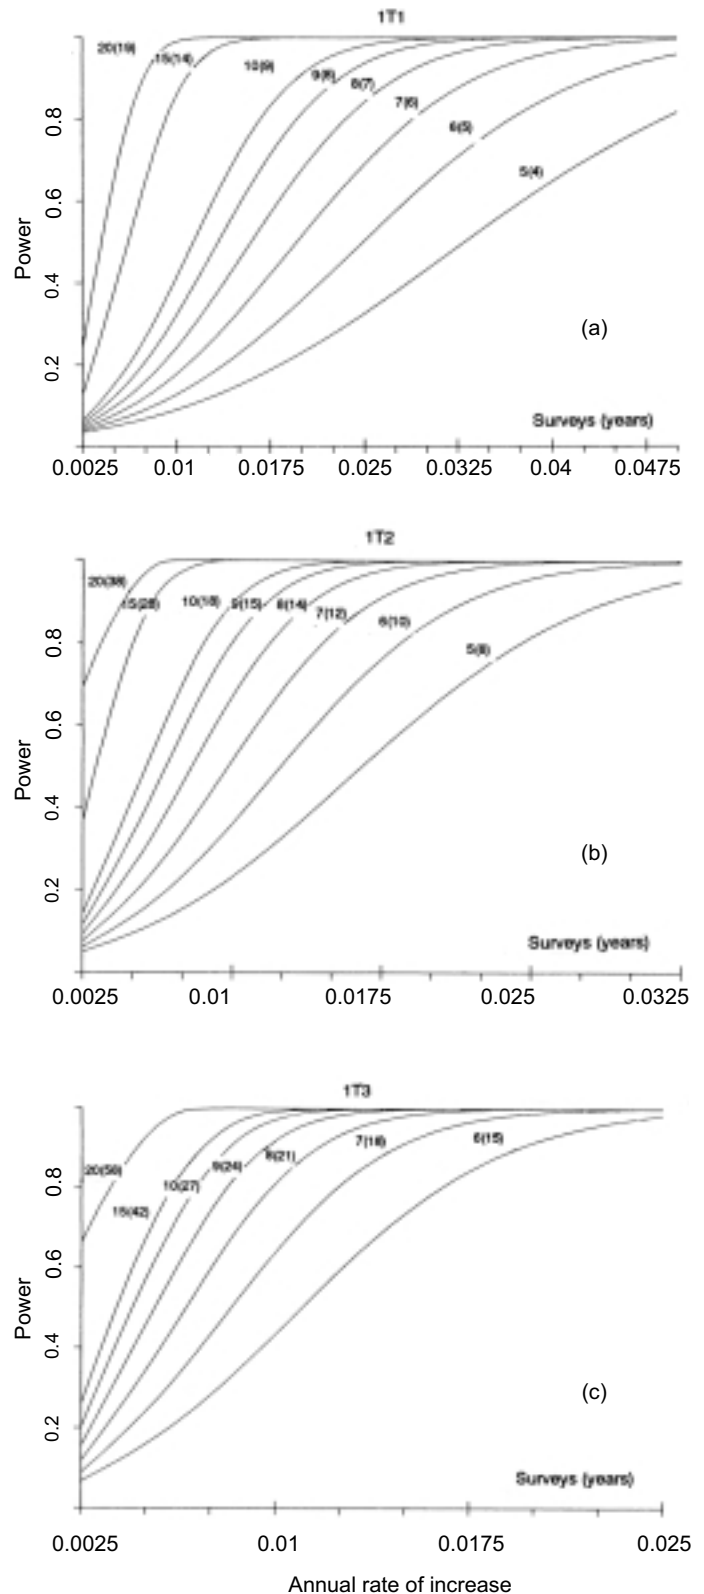 1T1
20(19)
15(14)
10(9)
9(8)
8(7)
7(6)
6(5)
5(4)
0.8
0.6
0.4
0.2
Power
(a)
Surveys (years)
0.0025 0.01 0.0175 0.025 0.0325 0.04 0.0475
1T2
20(38)
15(28)
10(18)
9(15)
8(14)
7(12)
6(10)
5(8)
0.8
0.6
0.4
0.2
Power
(b)
Surveys (years)
0.0025 0.01 0.0175 0.025 0.0325
1T3
20(56)
15(42)
10(27)
9(24)
8(21)
7(18)
6(15)
0.8
0.6
0.4
0.2
Power
(c)
Surveys (years)
0.0025 0.01 0.0175 0.025
Annual rate of increase